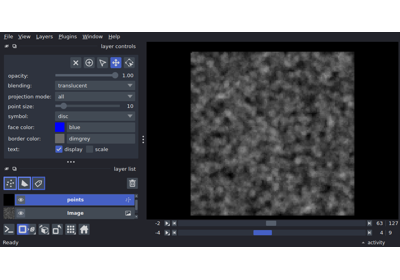 File View Layers Plugins Window Help
layer controls
opacity: 1.00
blending: translucent
projection mode: all
point size: 10
symbol: disc
face color: blue
border color: dimgrey
text: display scale
layer list
points
Image
-2 63 127
-4 4 9
Ready activity